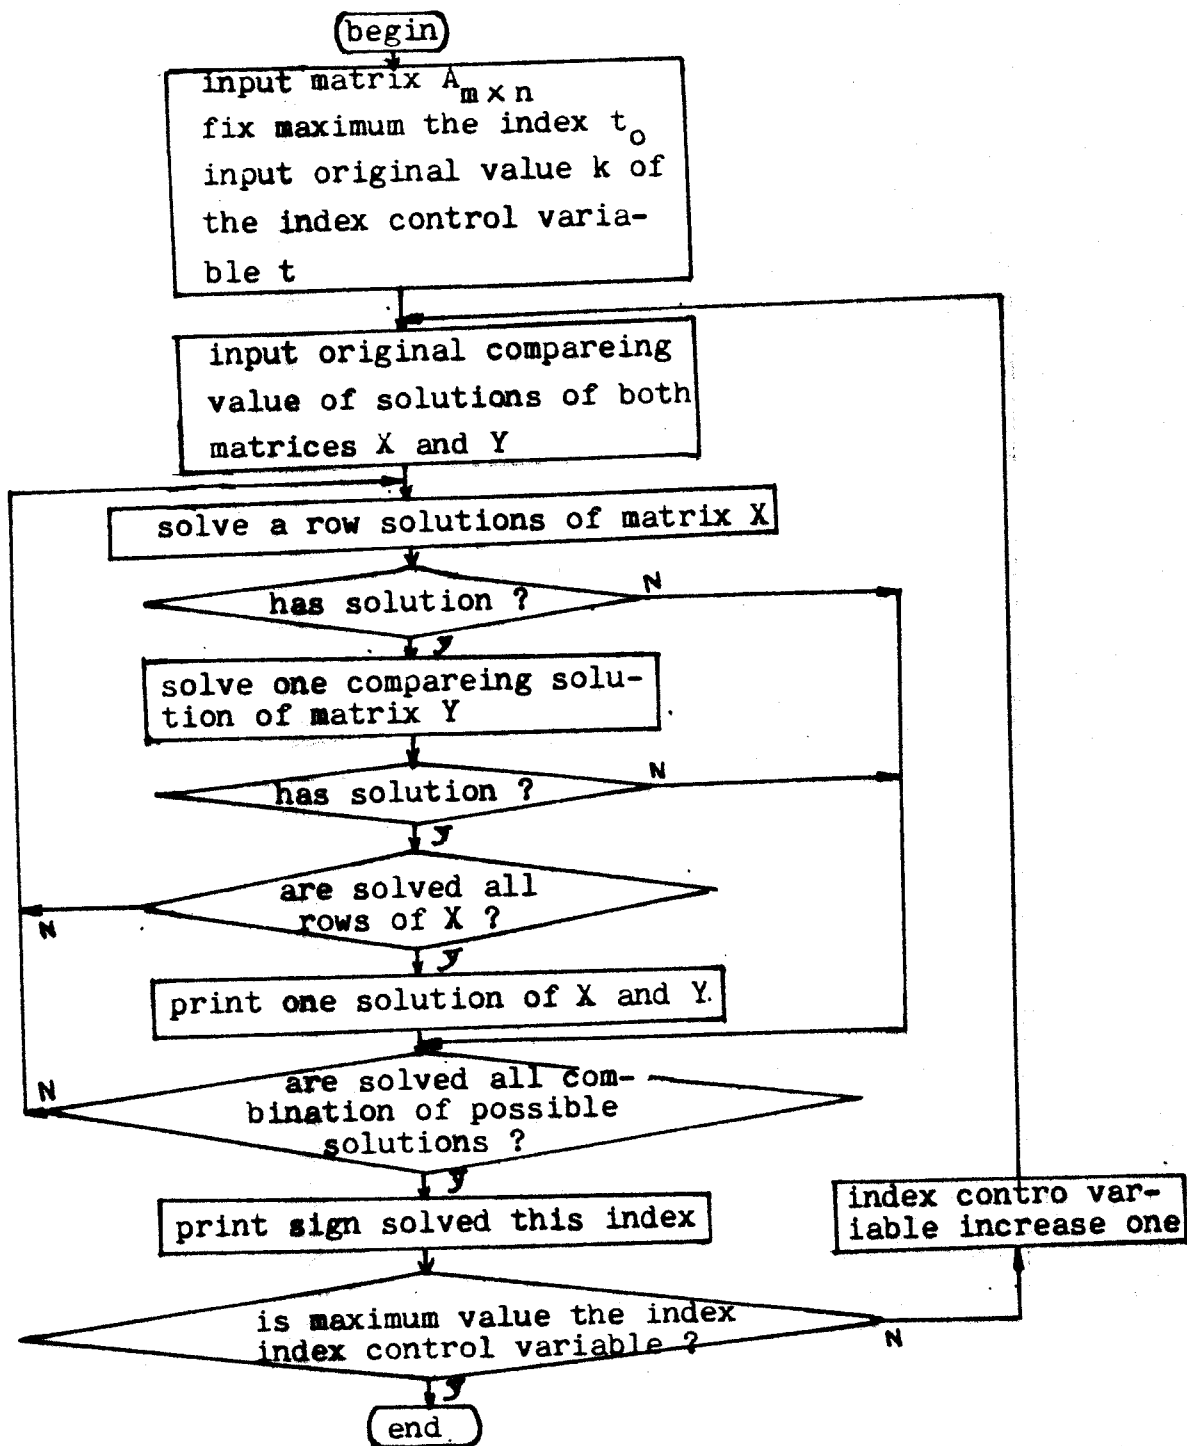 begin
input matrix A_{m×n}
fix maximum the index t_o
input original value k of
the index control varia-
ble t
input original compareing
value of solutions of both
matrices X and Y
solve a row solutions of matrix X
has solution ?
N
y
solve one compareing solu-
tion of matrix Y
has solution ?
N
y
are solved all
rows of X ?
N
y
print one solution of X and Y.
are solved all com-
bination of possible
solutions ?
N
y
print sign solved this index
index contro var-
iable increase one
is maximum value the index
index control variable ?
N
y
end